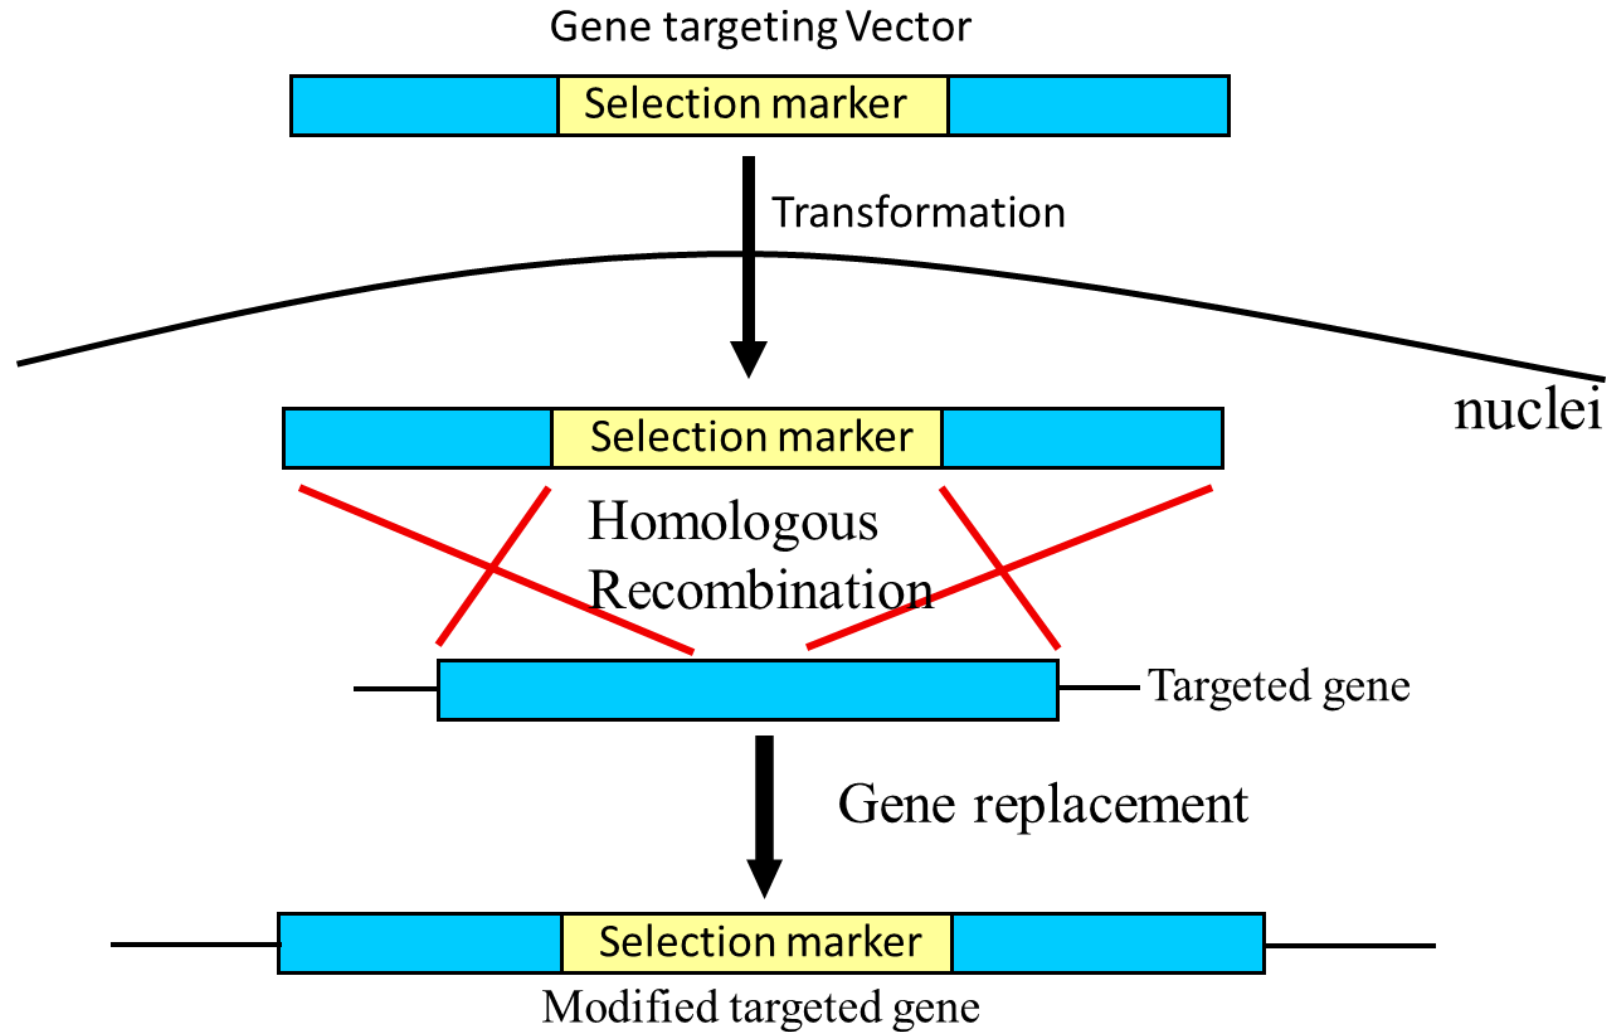 Gene targeting Vector
Selection marker
Transformation
nuclei
Selection marker
Homologous
Recombination
Targeted gene
Gene replacement
Selection marker
Modified targeted gene